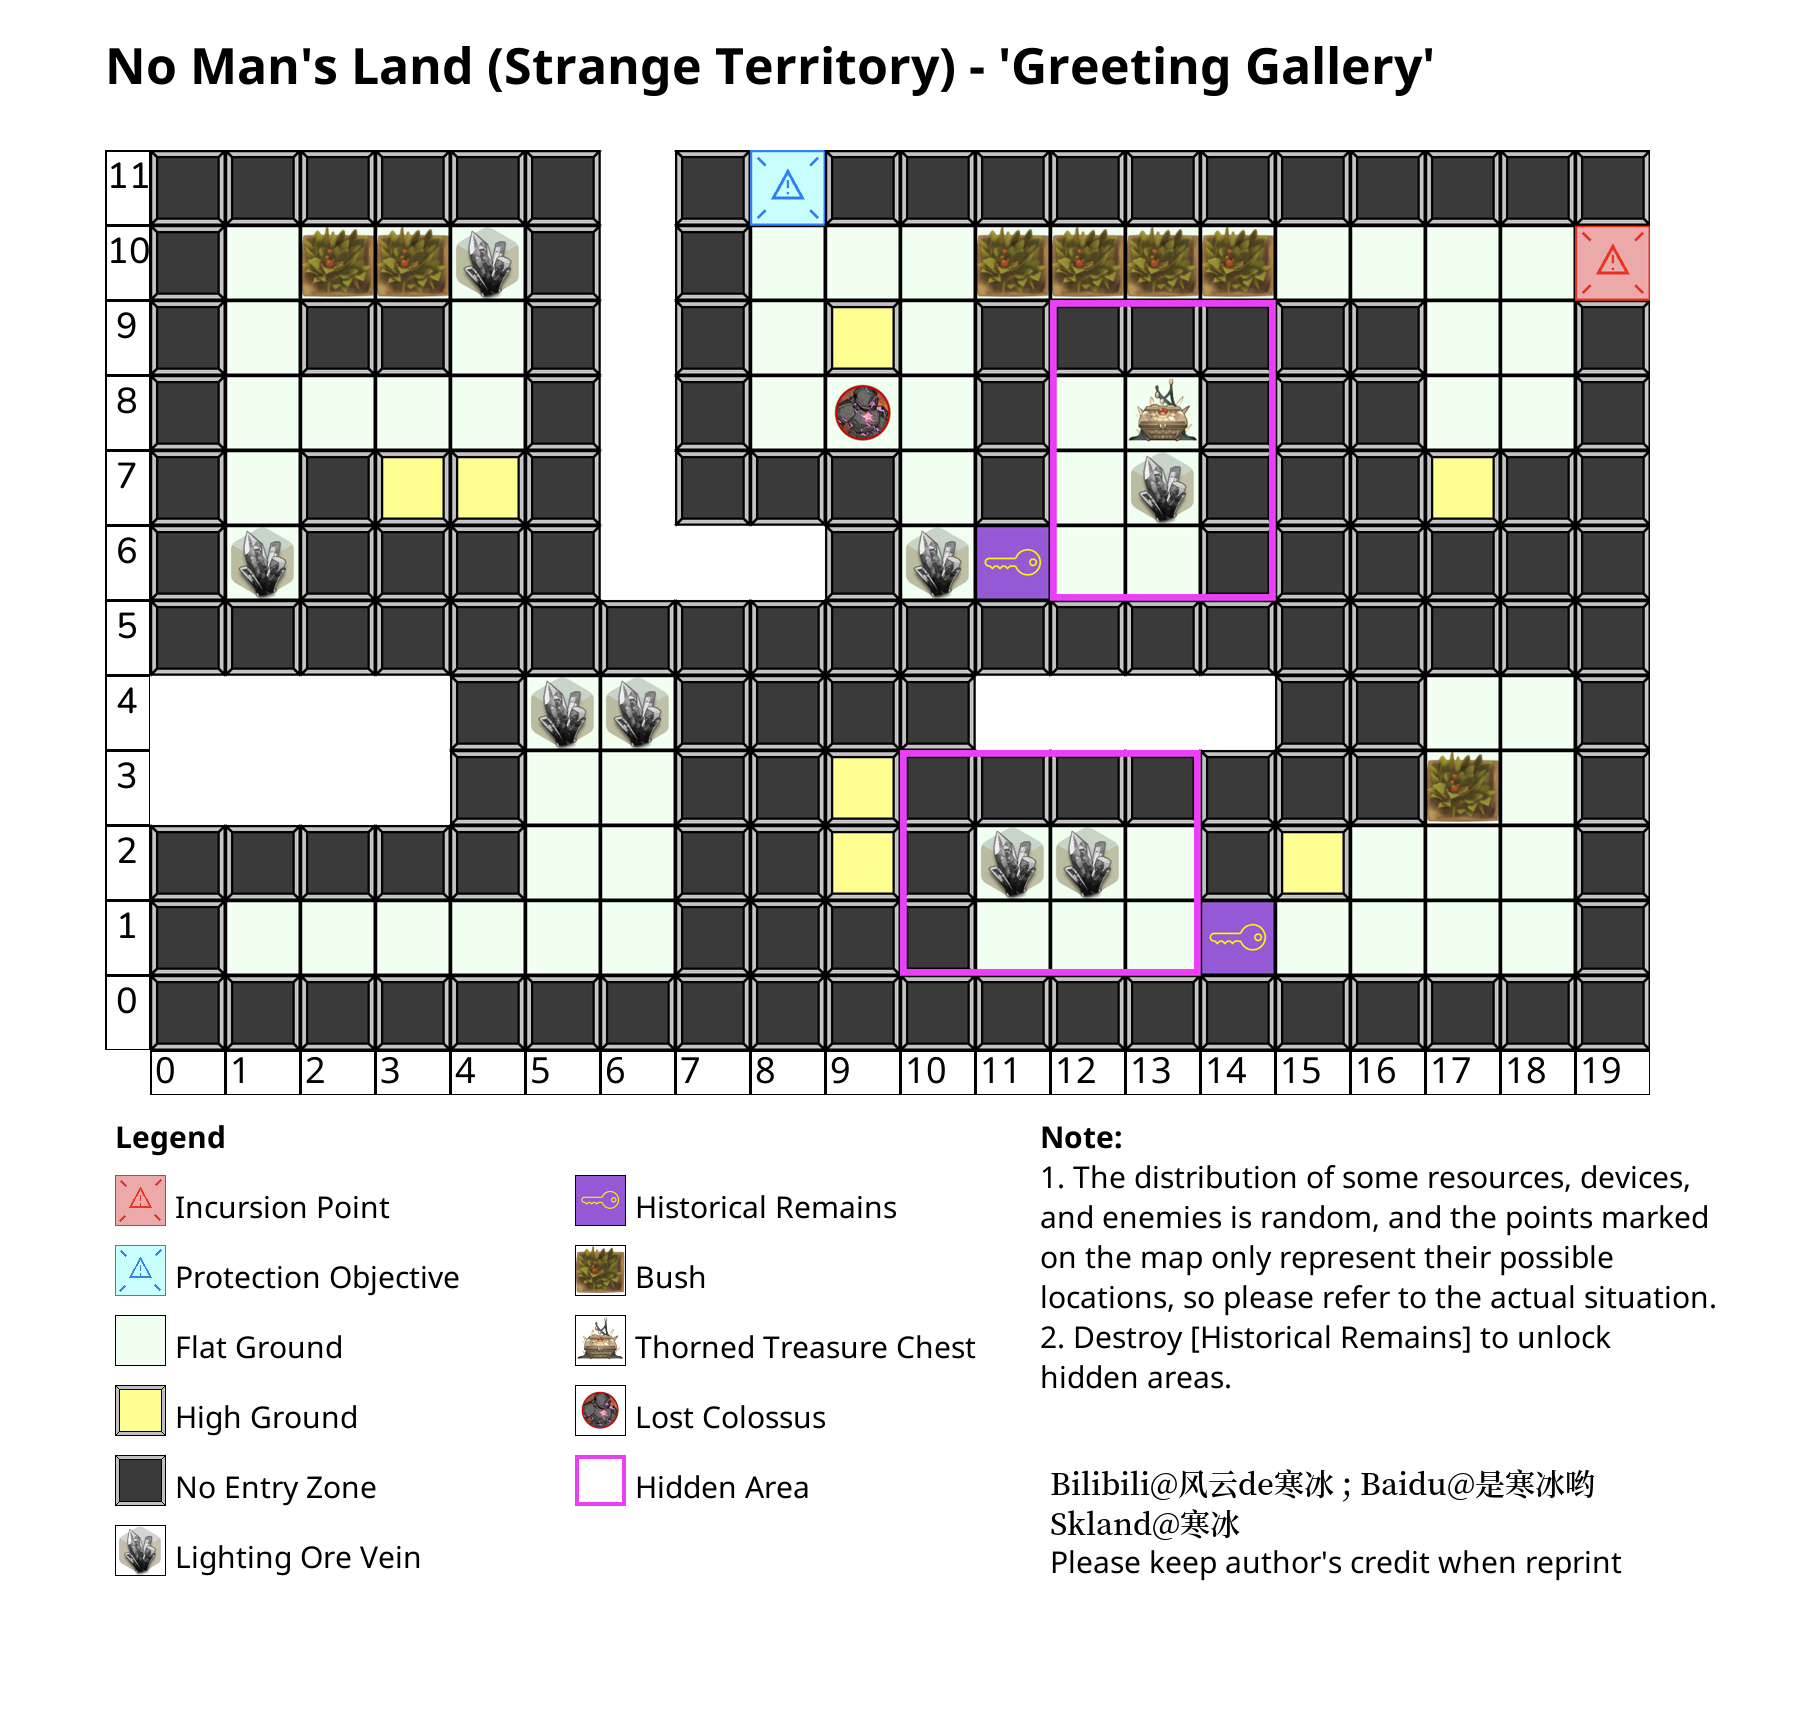 No Man's Land (Strange Territory) - 'Greeting Gallery'
11
10
9
8
7
6
5
4
3
2
1
0
0 1 2 3 4 5 6 7 8 9 10 11 12 13 14 15 16 17 18 19
Legend
Incursion Point
Protection Objective
Flat Ground
High Ground
No Entry Zone
Lighting Ore Vein
Historical Remains
Bush
Thorned Treasure Chest
Lost Colossus
Hidden Area
Note:
1. The distribution of some resources, devices,
and enemies is random, and the points marked
on the map only represent their possible
locations, so please refer to the actual situation.
2. Destroy [Historical Remains] to unlock
hidden areas.
Bilibili@风云de寒冰 ; Baidu@是寒冰哟
Skland@寒冰
Please keep author's credit when reprint